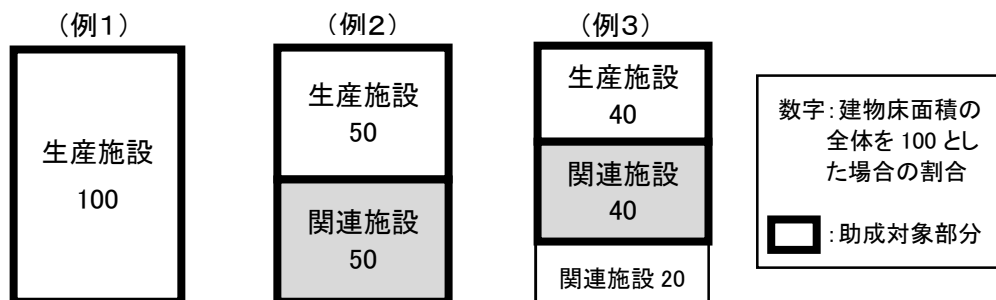 （例１）
生産施設
100
（例２）
生産施設
50
関連施設
50
（例３）
生産施設
40
関連施設
40
関連施設 20
数字：建物床面積の
全体を 100 とし
た場合の割合
：助成対象部分